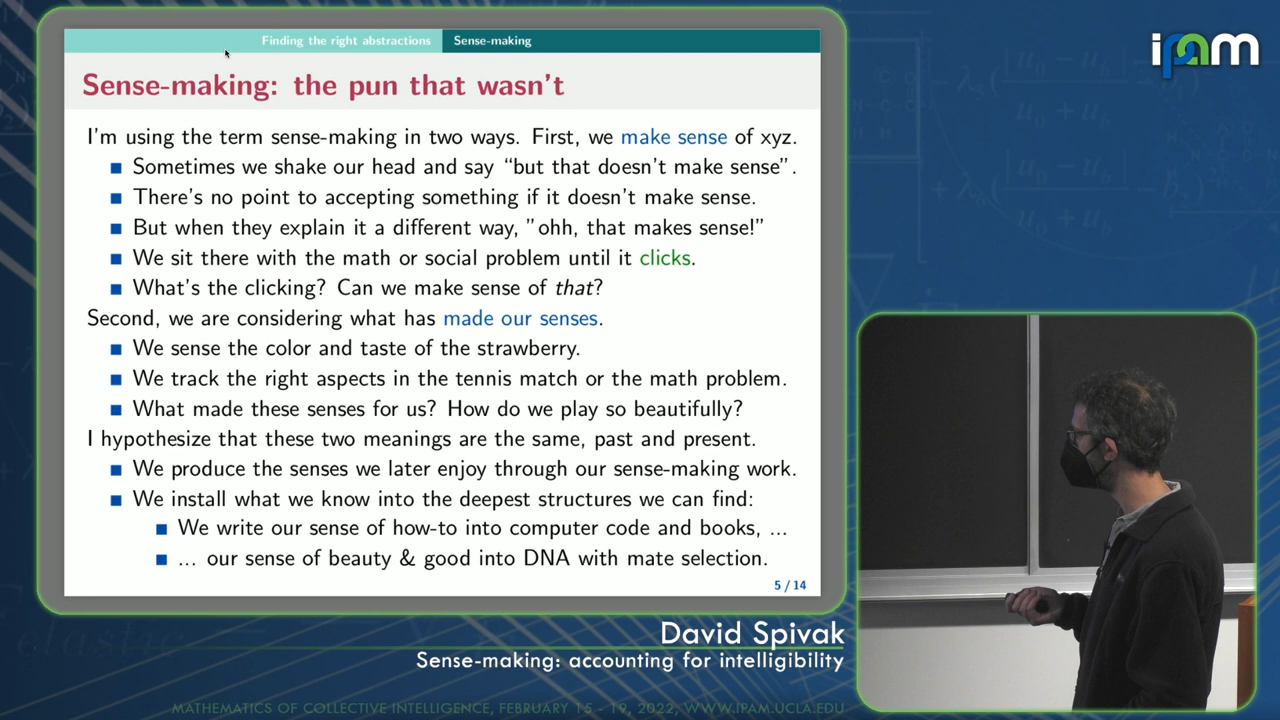 Finding the right abstractions Sense-making
ipam
Sense-making: the pun that wasn't
I'm using the term sense-making in two ways. First, we make sense of xyz.
Sometimes we shake our head and say “but that doesn't make sense”.
There's no point to accepting something if it doesn't make sense.
But when they explain it a different way, ”ohh, that makes sense!”
We sit there with the math or social problem until it clicks.
What's the clicking? Can we make sense of that?
Second, we are considering what has made our senses.
We sense the color and taste of the strawberry.
We track the right aspects in the tennis match or the math problem.
What made these senses for us? How do we play so beautifully?
I hypothesize that these two meanings are the same, past and present.
We produce the senses we later enjoy through our sense-making work.
We install what we know into the deepest structures we can find:
We write our sense of how-to into computer code and books, ...
... our sense of beauty & good into DNA with mate selection.
5 / 14
David Spivak
Sense-making: accounting for intelligibility
MATHEMATICS OF COLLECTIVE INTELLIGENCE, FEBRUARY 15 - 19, 2022, WWW.IPAM.UCLA.EDU